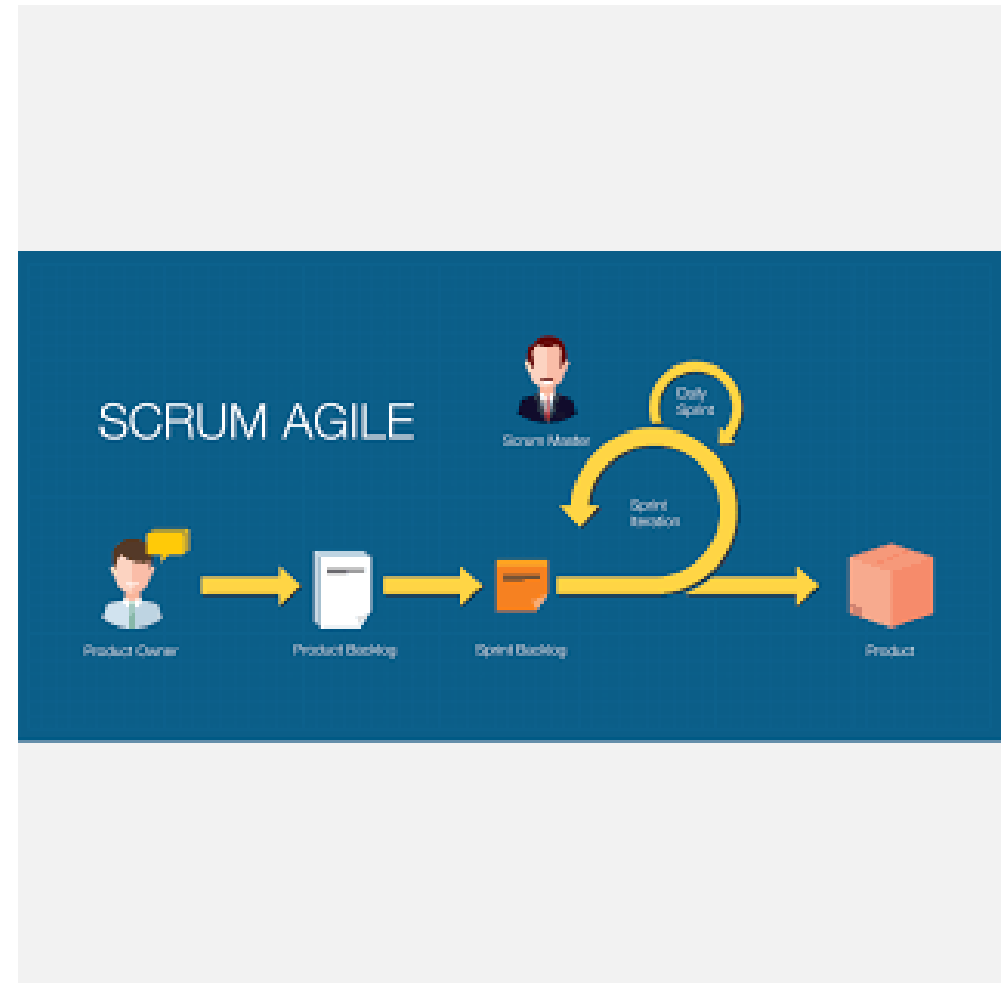 SCRUM AGILE
Scrum Master
Daily
Sprint
Sprint
Iteration
Product Owner
Product Backlog
Sprint Backlog
Product